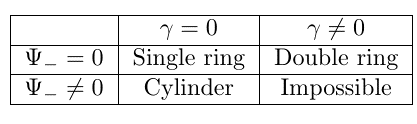 γ = 0 γ ≠ 0
Ψ₋ = 0 Single ring Double ring
Ψ₋ ≠ 0 Cylinder Impossible